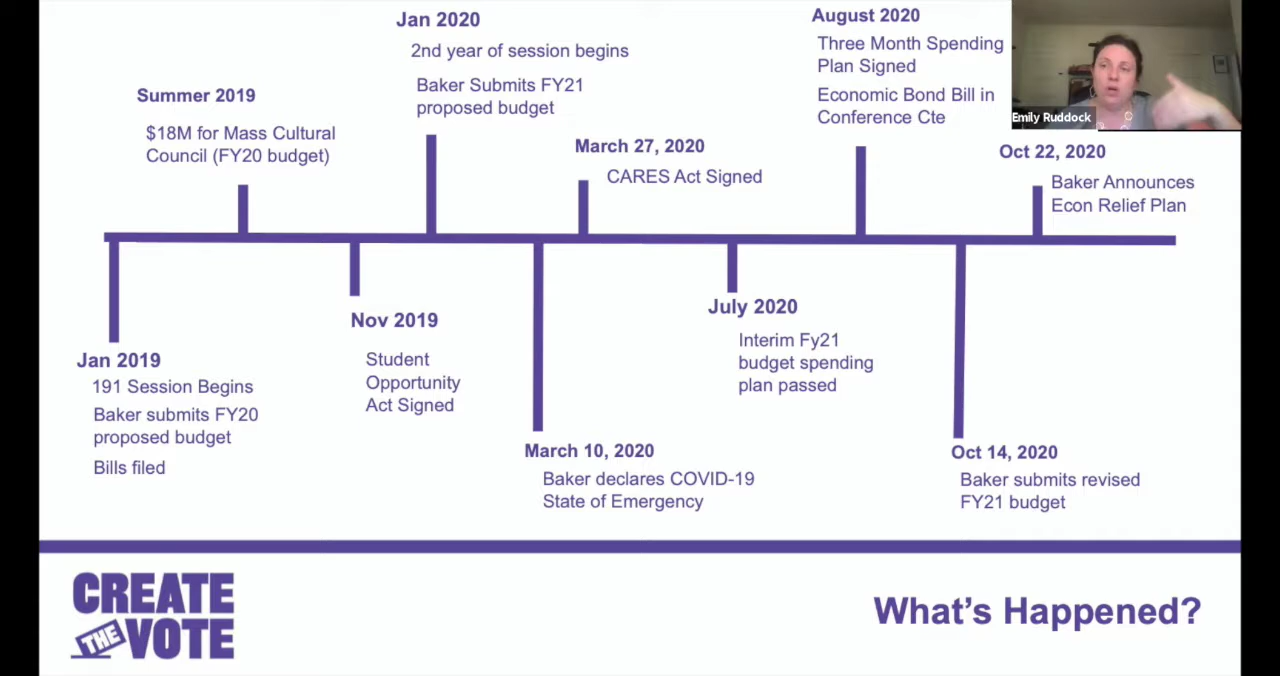 Jan 2020
2nd year of session begins
Baker Submits FY21
proposed budget
August 2020
Three Month Spending
Plan Signed
Economic Bond Bill in
Conference Cte
Emily Ruddock
Summer 2019
$18M for Mass Cultural
Council (FY20 budget)
March 27, 2020
CARES Act Signed
Oct 22, 2020
Baker Announces
Econ Relief Plan
Jan 2019
191 Session Begins
Baker submits FY20
proposed budget
Bills filed
Nov 2019
Student
Opportunity
Act Signed
March 10, 2020
Baker declares COVID-19
State of Emergency
July 2020
Interim Fy21
budget spending
plan passed
Oct 14, 2020
Baker submits revised
FY21 budget
CREATE
THE VOTE
What's Happened?